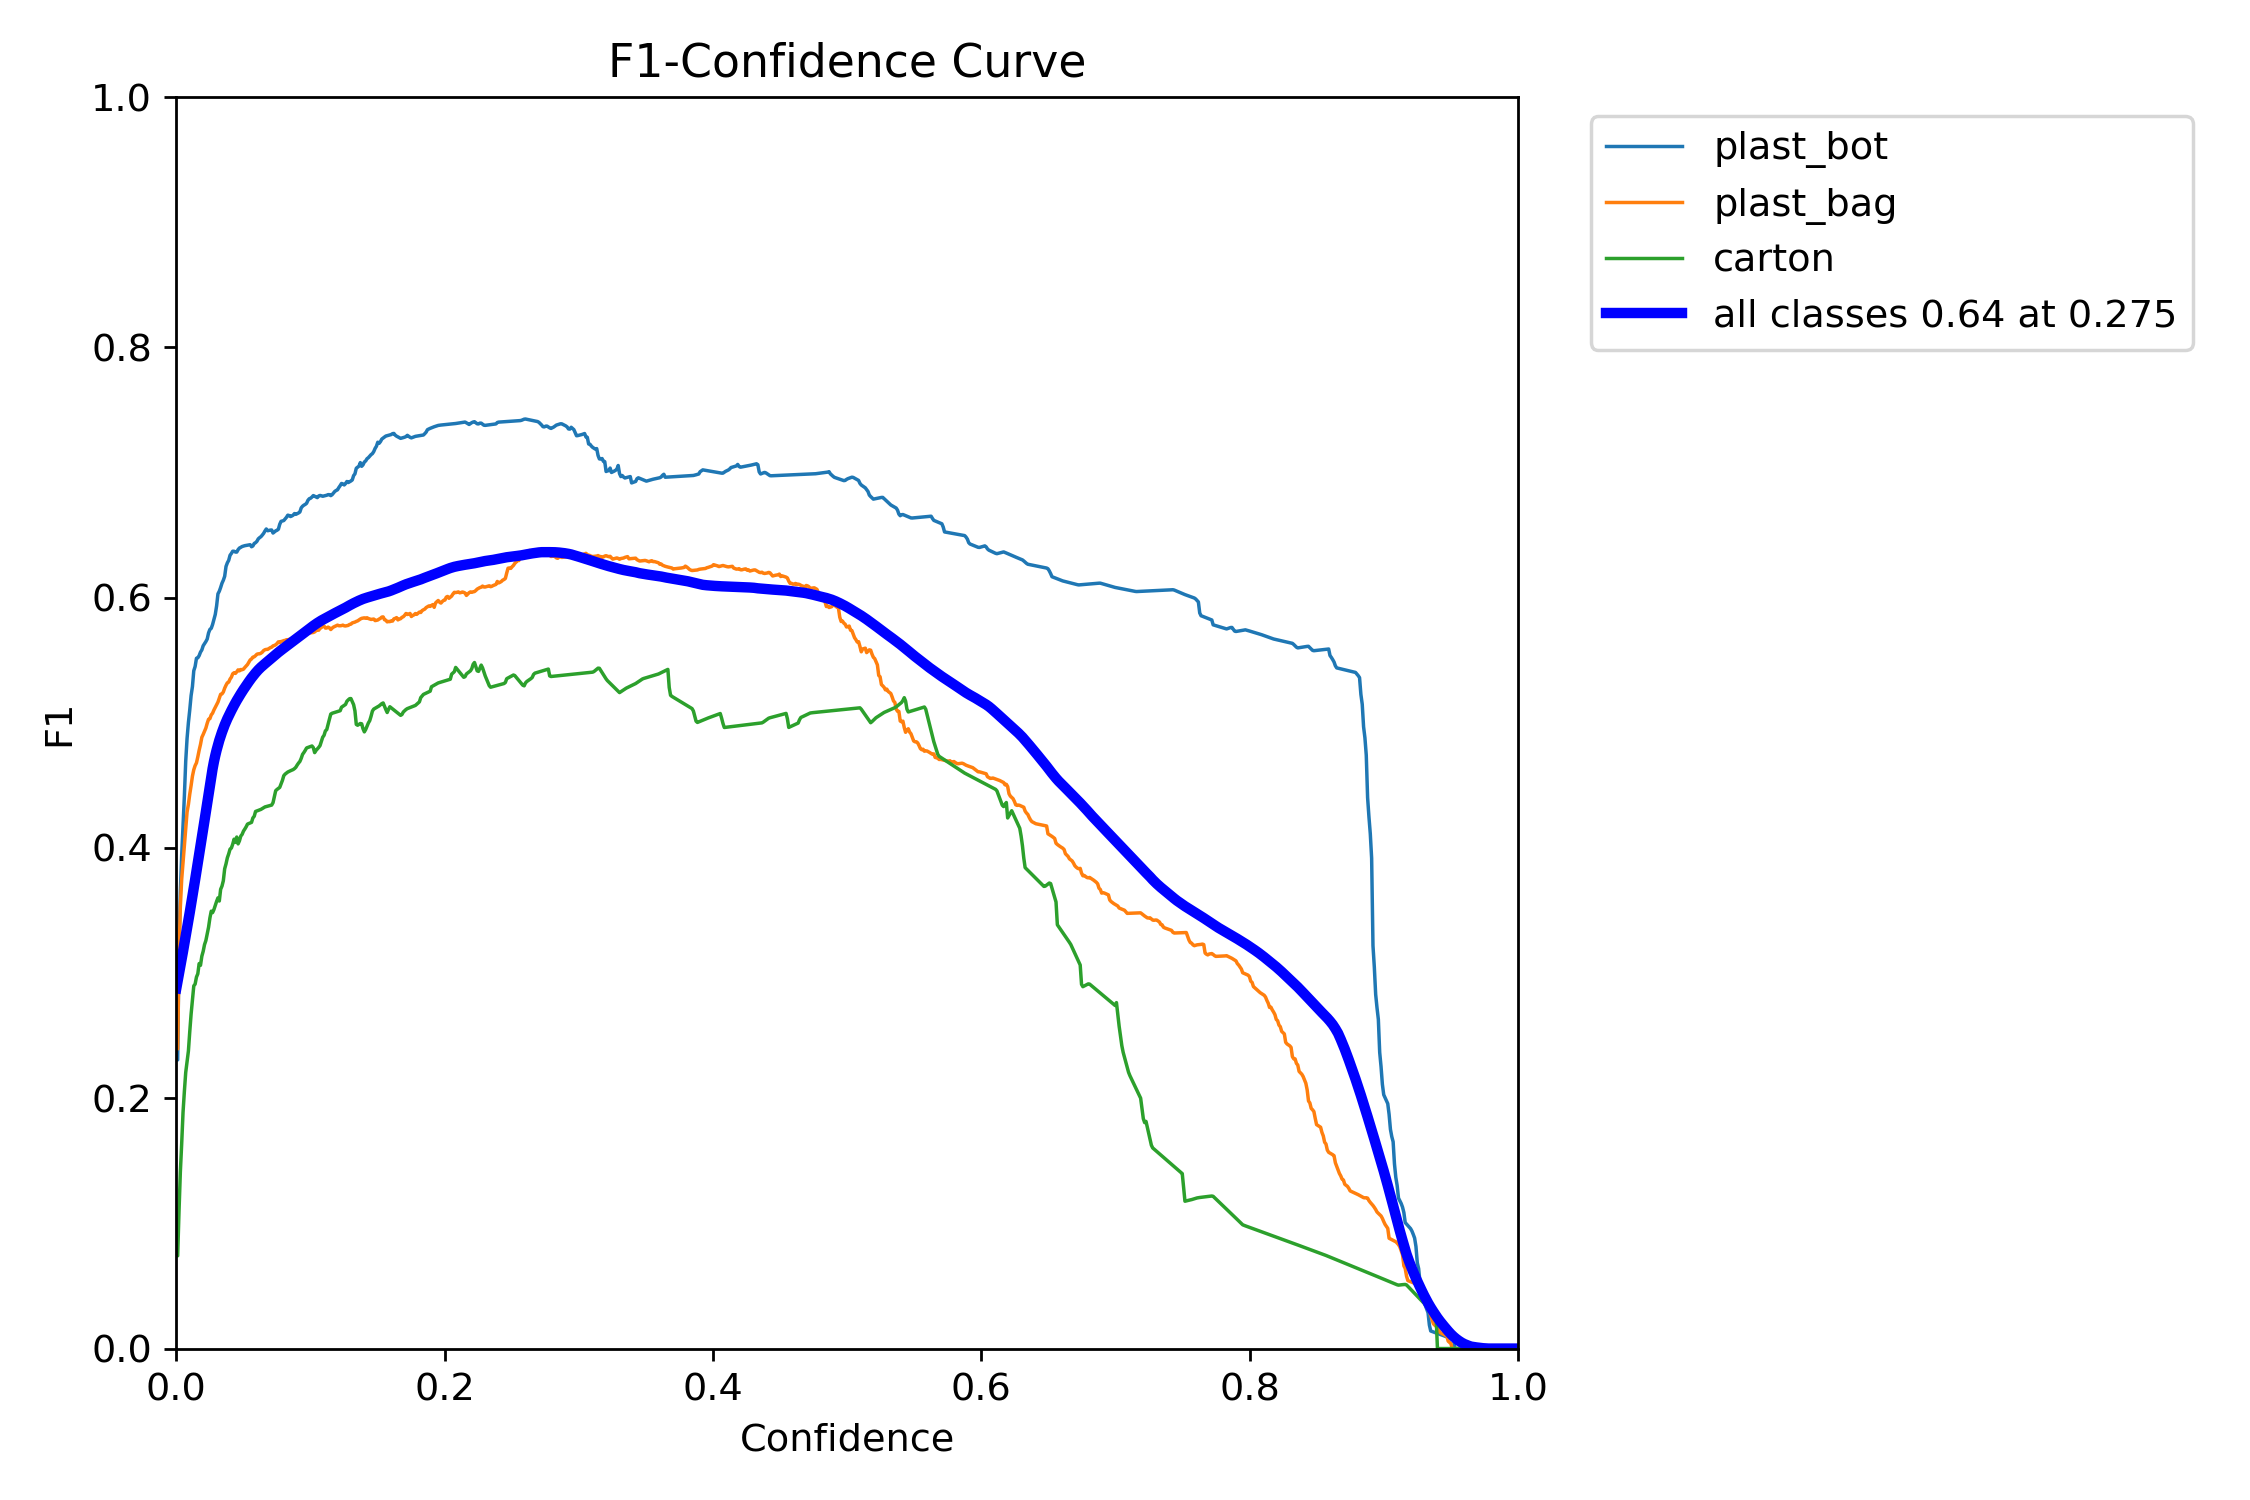 F1-Confidence Curve
1.0
0.8
0.6
0.4
0.2
0.0
F1
0.0 0.2 0.4 0.6 0.8 1.0
Confidence
plast_bot
plast_bag
carton
all classes 0.64 at 0.275